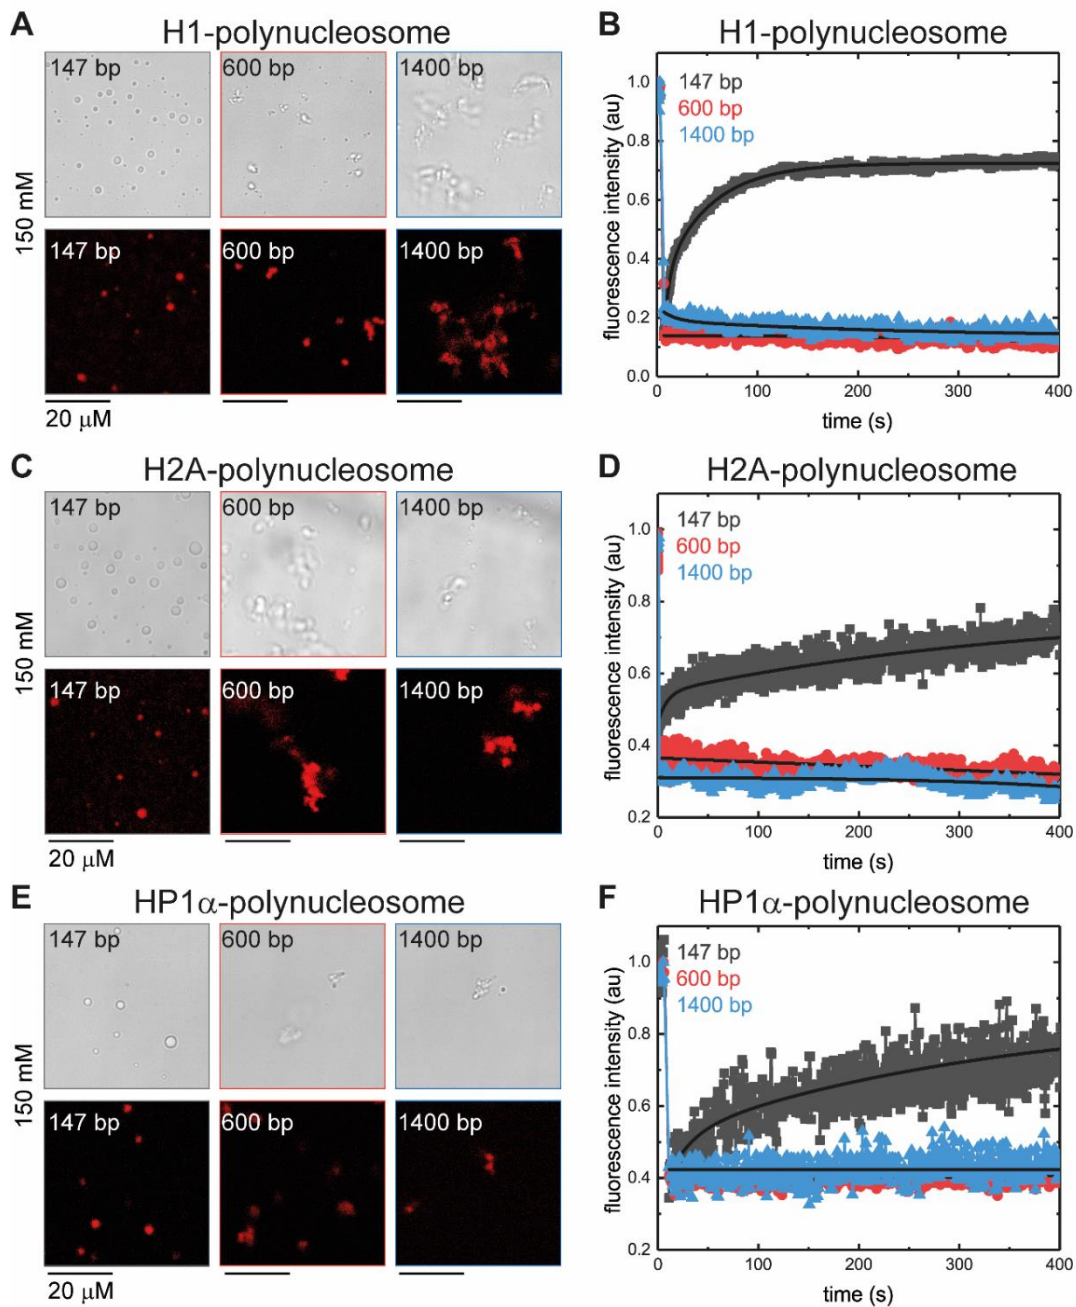 A
H1-polynucleosome
147 bp
600 bp
1400 bp
150 mM
147 bp
600 bp
1400 bp
20 μM
B
H1-polynucleosome
147 bp
600 bp
1400 bp
fluorescence intensity (au)
1.0
0.8
0.6
0.4
0.2
0.0
0 100 200 300 400
time (s)
C
H2A-polynucleosome
147 bp
600 bp
1400 bp
150 mM
147 bp
600 bp
1400 bp
20 μM
D
H2A-polynucleosome
147 bp
600 bp
1400 bp
fluorescence intensity (au)
1.0
0.8
0.6
0.4
0.2
0 100 200 300 400
time (s)
E
HP1α-polynucleosome
147 bp
600 bp
1400 bp
150 mM
147 bp
600 bp
1400 bp
20 μM
F
HP1α-polynucleosome
147 bp
600 bp
1400 bp
fluorescence intensity (au)
1.0
0.8
0.6
0.4
0.2
0 100 200 300 400
time (s)